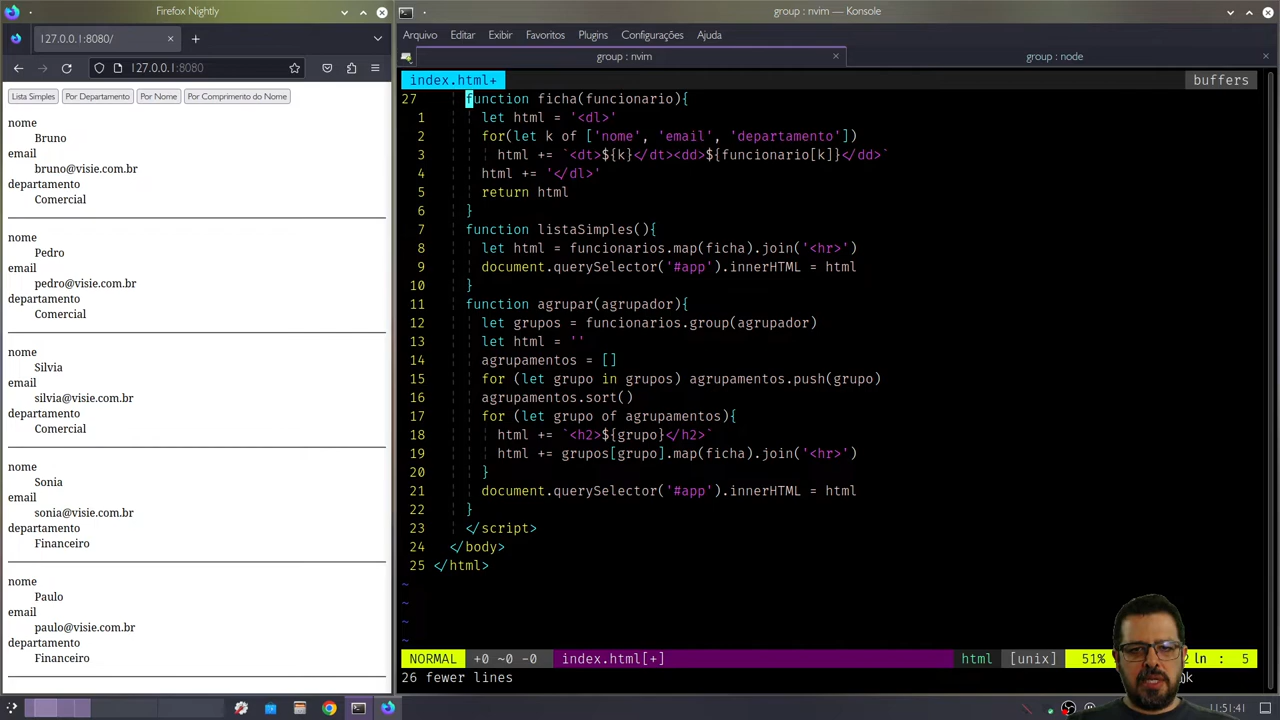 Firefox Nightly
127.0.0.1:8080/
127.0.0.1:8080
Lista Simples Por Departamento Por Nome Por Comprimento do Nome
nome
Bruno
email
bruno@visie.com.br
departamento
Comercial
nome
Pedro
email
pedro@visie.com.br
departamento
Comercial
nome
Silvia
email
silvia@visie.com.br
departamento
Comercial
nome
Sonia
email
sonia@visie.com.br
departamento
Financeiro
nome
Paulo
email
paulo@visie.com.br
departamento
Financeiro
group : nvim — Konsole
Arquivo Editar Exibir Favoritos Plugins Configurações Ajuda
group : nvim group : node
index.html+ buffers
27 function ficha(funcionario){
1 let html = '<dl>'
2 for(let k of ['nome', 'email', 'departamento'])
3 html += `<dt>${k}</dt><dd>${funcionario[k]}</dd>`
4 html += '</dl>'
5 return html
6 }
7 function listaSimples(){
8 let html = funcionarios.map(ficha).join('<hr>')
9 document.querySelector('#app').innerHTML = html
10 }
11 function agrupar(agrupador){
12 let grupos = funcionarios.group(agrupador)
13 let html = ''
14 agrupamentos = []
15 for (let grupo in grupos) agrupamentos.push(grupo)
16 agrupamentos.sort()
17 for (let grupo of agrupamentos){
18 html += `<h2>${grupo}</h2>`
19 html += grupos[grupo].map(ficha).join('<hr>')
20 }
21 document.querySelector('#app').innerHTML = html
22 }
23 </script>
24 </body>
25 </html>
~
~
~
~
NORMAL +0 ~0 -0 index.html[+] html [unix] 51% ln : 5
26 fewer lines
11:51:41